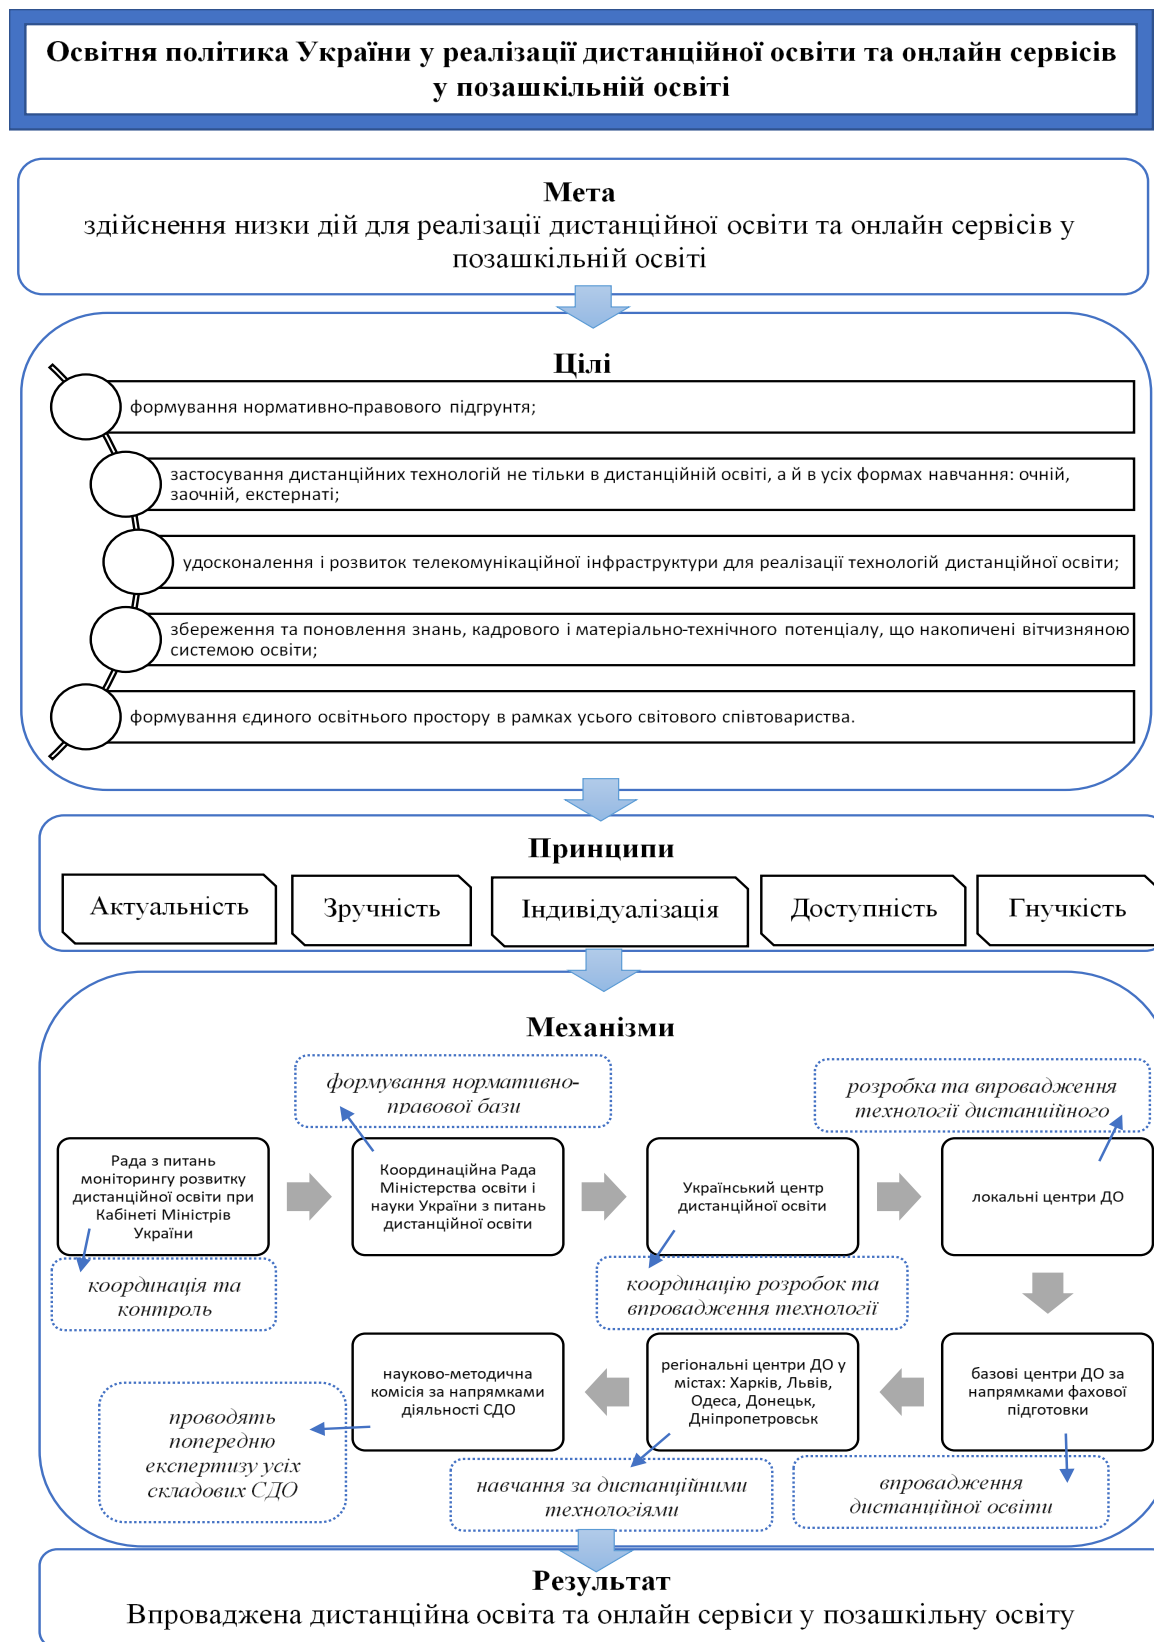 Освітня політика України у реалізації дистанційної освіти та онлайн сервісів
у позашкільній освіті
Мета
здійснення низки дій для реалізації дистанційної освіти та онлайн сервісів у
позашкільній освіті
Цілі
формування нормативно-правового підгрунтя;
застосування дистанційних технологій не тільки в дистанційній освіті, а й в усіх формах навчання: очній,
заочній, екстернаті;
удосконалення і розвиток телекомунікаційної інфраструктури для реалізації технологій дистанційної освіти;
збереження та поновлення знань, кадрового і матеріально-технічного потенціалу, що накопичені вітчизняною
системою освіти;
формування єдиного освітнього простору в рамках усього світового співтовариства.
Принципи
Актуальність
Зручність
Індивідуалізація
Доступність
Гнучкість
Механізми
формування нормативно-
правової бази
розробка та впровадження
технології дистанційного
Рада з питань
моніторингу розвитку
дистанційної освіти при
Кабінеті Міністрів
України
Координаційна Рада
Міністерства освіти і
науки України з питань
дистанційної освіти
Український центр
дистанційної освіти
локальні центри ДО
координація та
контроль
координацію розробок та
впровадження технології
науково-методична
комісія за напрямками
діяльності СДО
регіональні центри ДО у
містах: Харків, Львів,
Одеса, Донецьк,
Дніпропетровськ
базові центри ДО за
напрямками фахової
підготовки
проводять
попередню
експертизу усіх
складових СДО
навчання за дистанційними
технологіями
впровадження
дистанційної освіти
Результат
Впроваджена дистанційна освіта та онлайн сервіси у позашкільну освіту